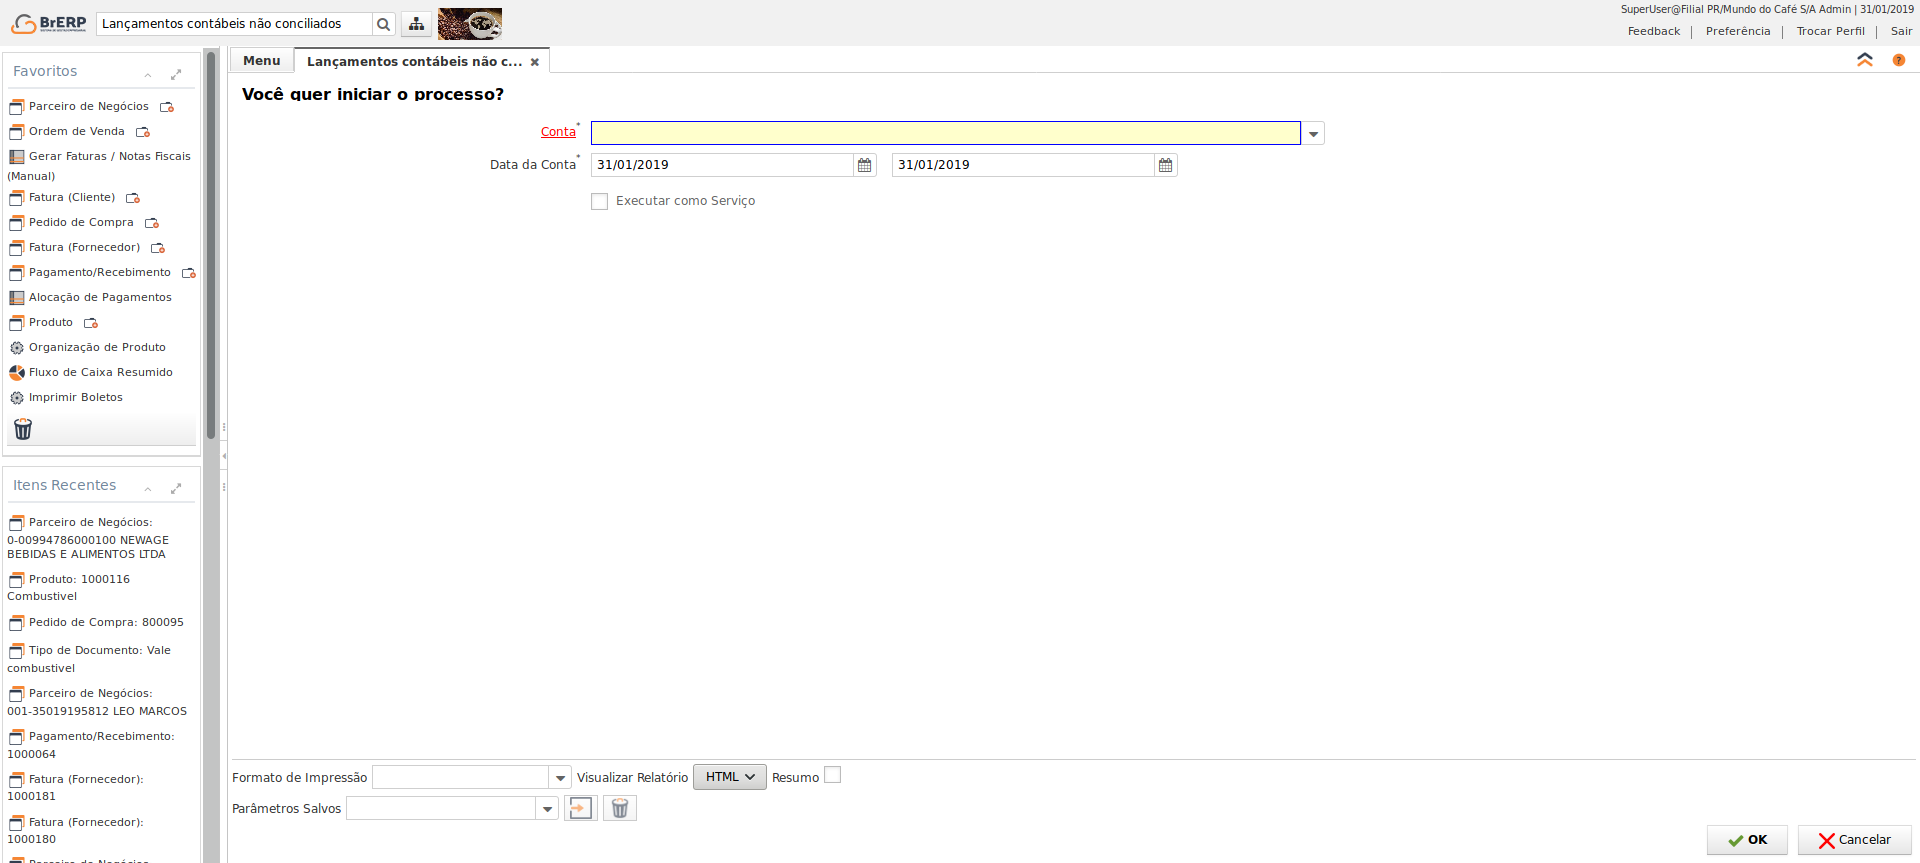 BrERP
Lançamentos contábeis não conciliados
SuperUser@Filial PR/Mundo do Café S/A Admin | 31/01/2019
Feedback | Preferência | Trocar Perfil | Sair
Favoritos
Parceiro de Negócios
Ordem de Venda
Gerar Faturas / Notas Fiscais
(Manual)
Fatura (Cliente)
Pedido de Compra
Fatura (Fornecedor)
Pagamento/Recebimento
Alocação de Pagamentos
Produto
Organização de Produto
Fluxo de Caixa Resumido
Imprimir Boletos
Itens Recentes
Parceiro de Negócios:
0-00994786000100 NEWAGE
BEBIDAS E ALIMENTOS LTDA
Produto: 1000116
Combustivel
Pedido de Compra: 800095
Tipo de Documento: Vale
combustivel
Parceiro de Negócios:
001-35019195812 LEO MARCOS
Pagamento/Recebimento:
1000064
Fatura (Fornecedor):
1000181
Fatura (Fornecedor):
1000180
Parceiro de Negócios
Menu
Lançamentos contábeis não c...
Você quer iniciar o processo?
Conta*
Data da Conta* 31/01/2019 31/01/2019
Executar como Serviço
Formato de Impressão Visualizar Relatório HTML Resumo
Parâmetros Salvos
OK Cancelar